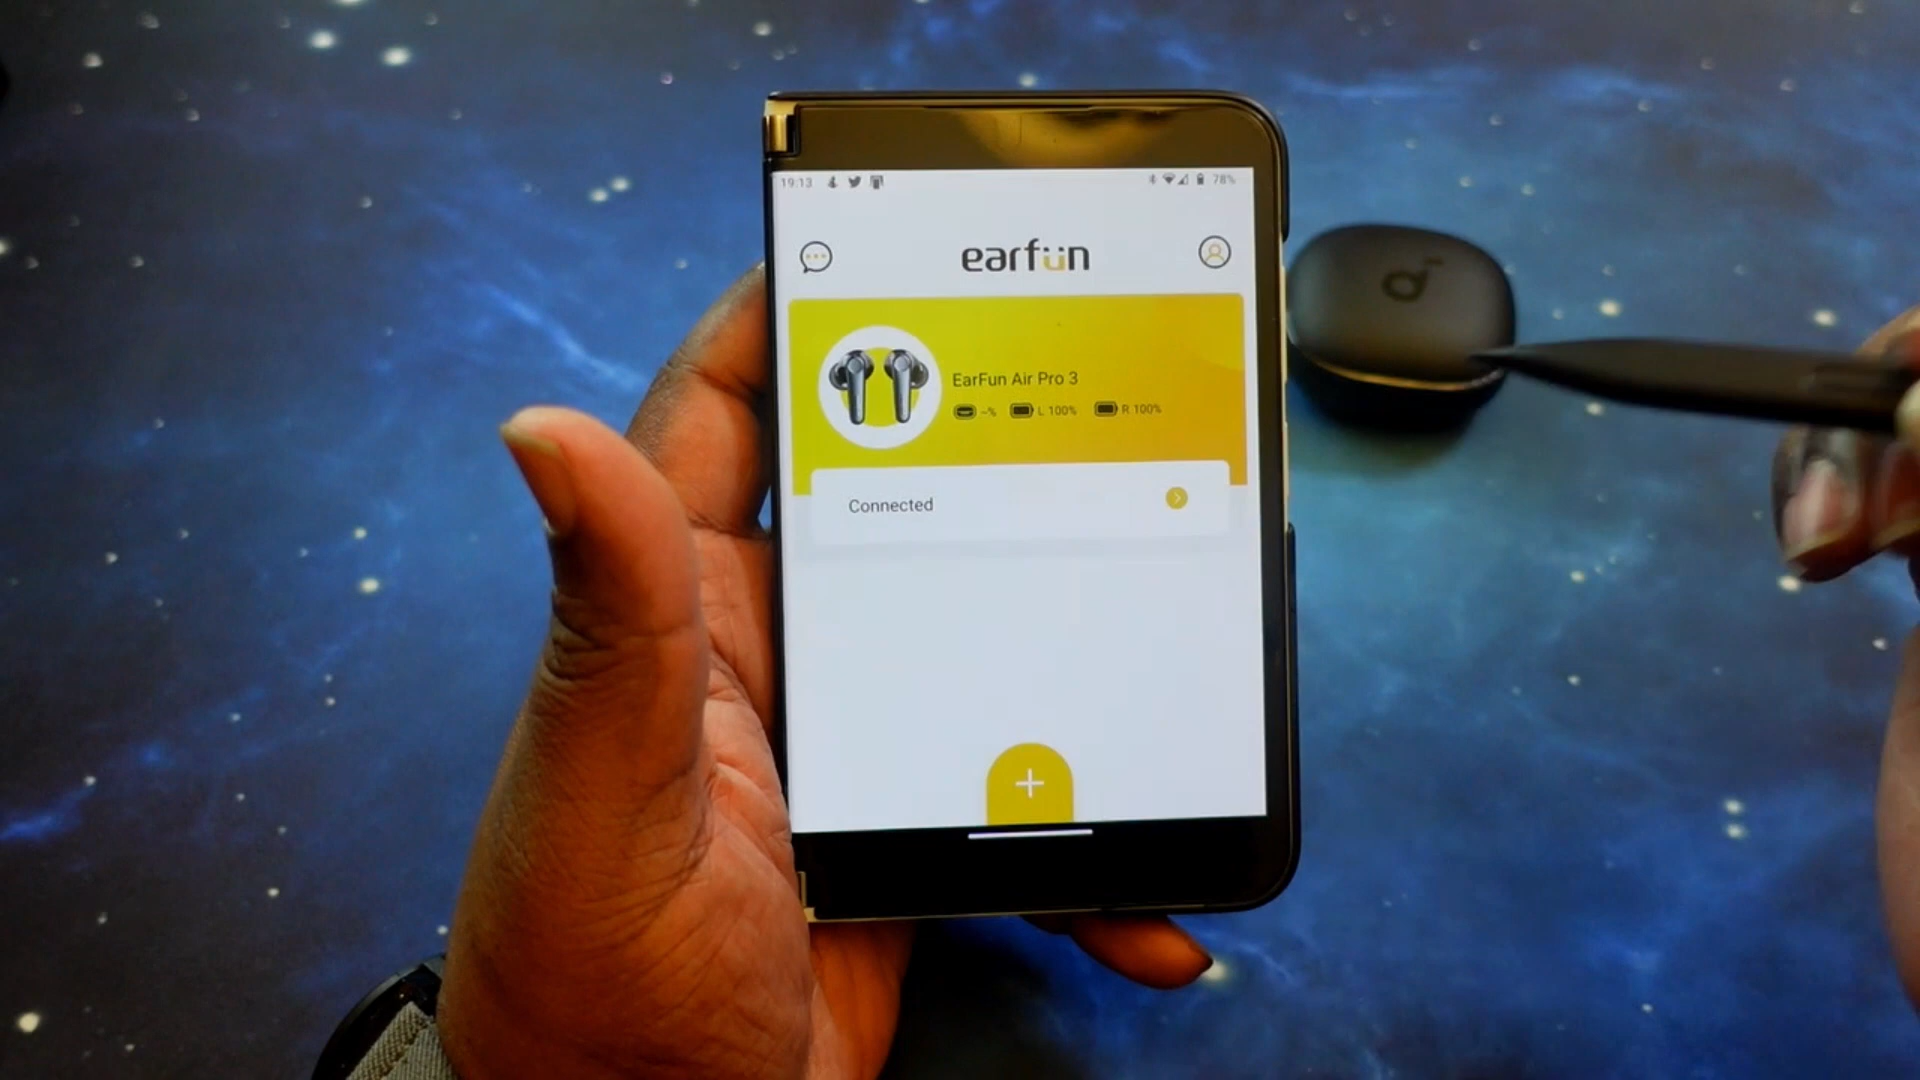 19:13
78%
earfun
EarFun Air Pro 3
-% L 100% R 100%
Connected